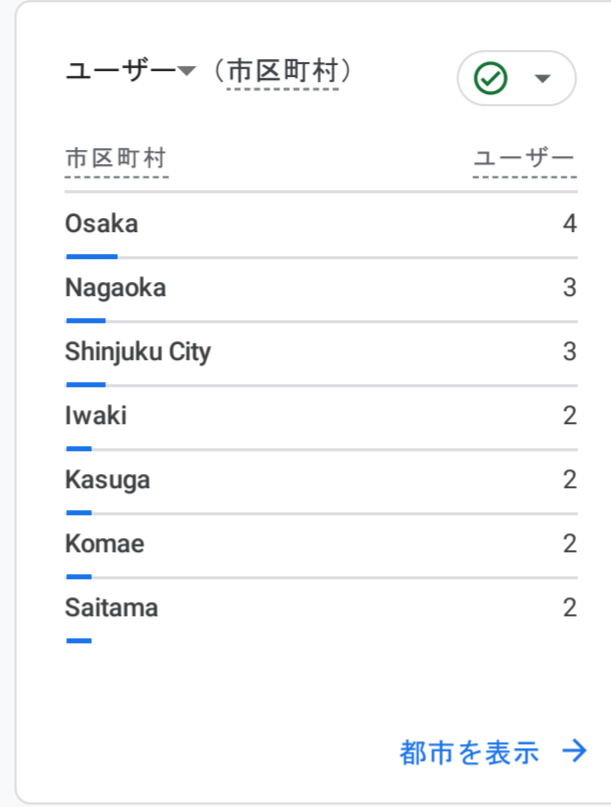 ユーザー（市区町村）
市区町村 ユーザー
Osaka 4
Nagaoka 3
Shinjuku City 3
Iwaki 2
Kasuga 2
Komae 2
Saitama 2
都市を表示